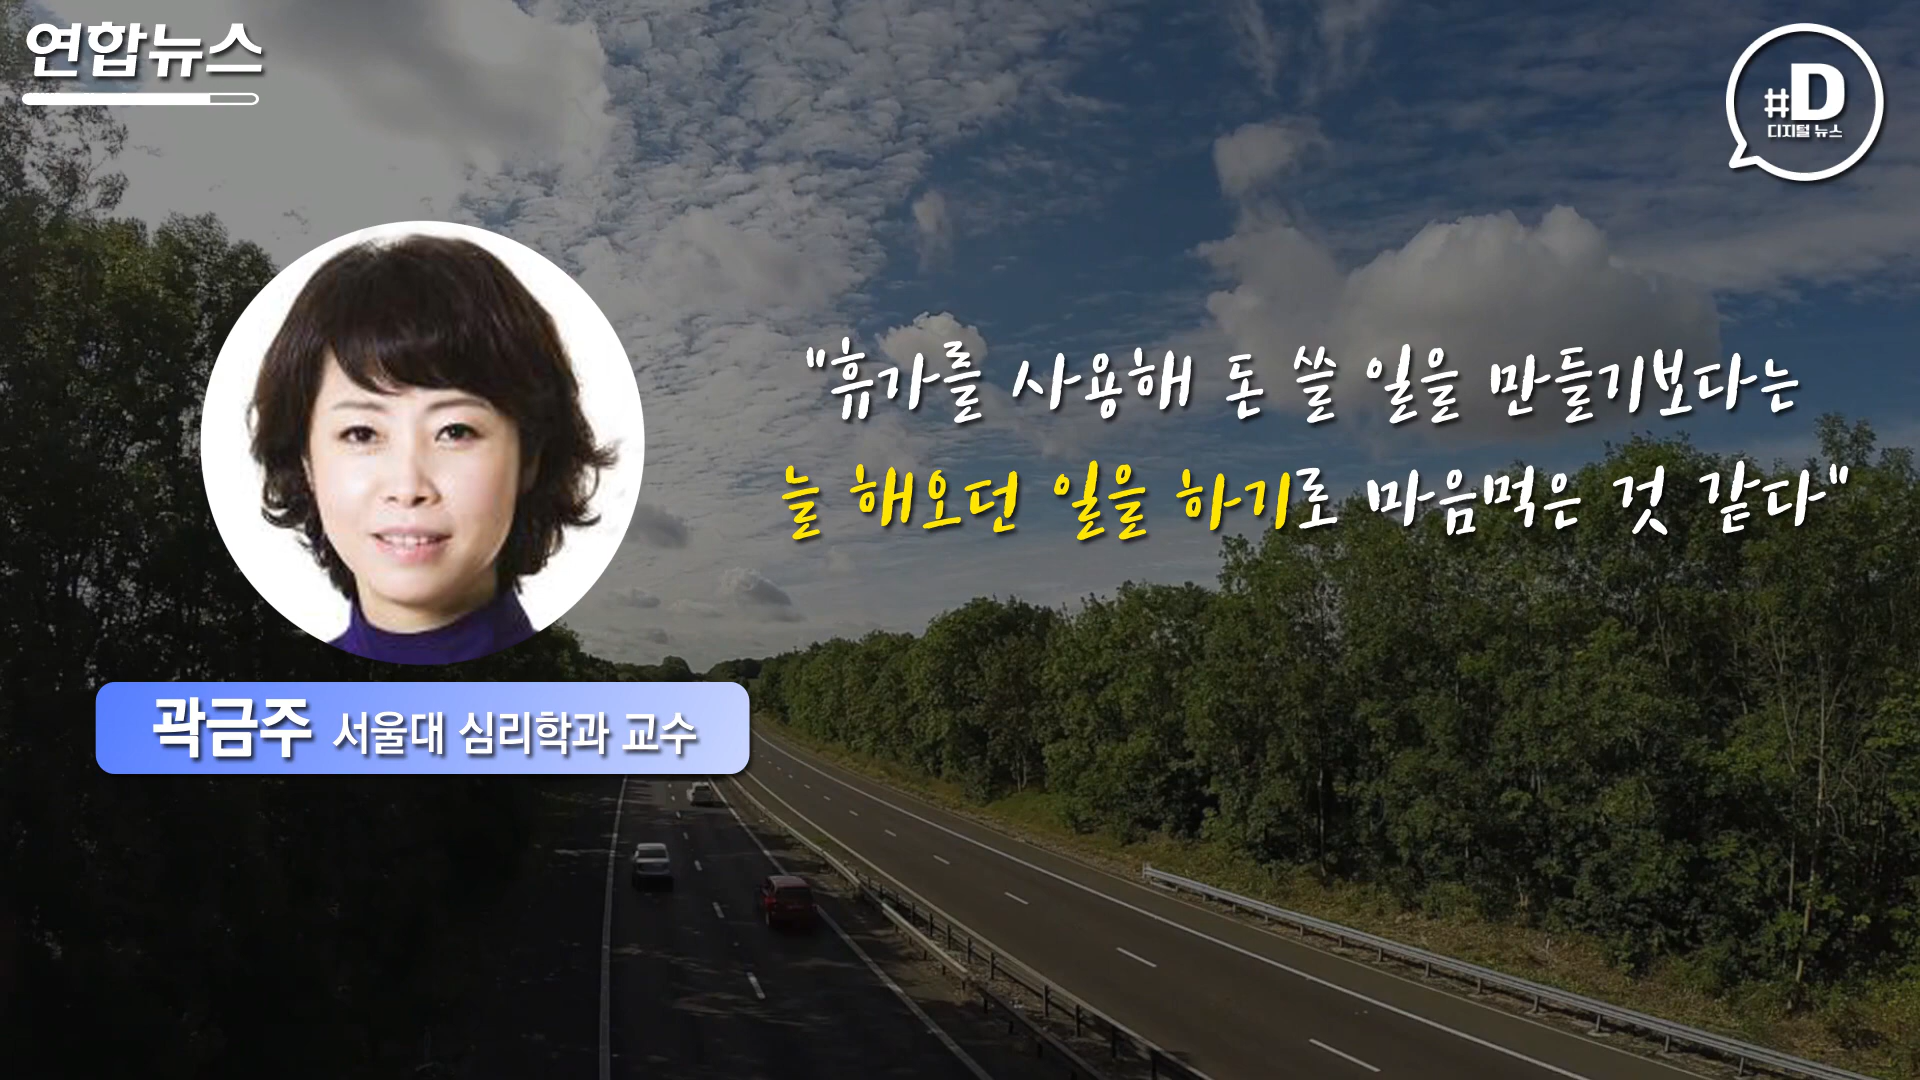 연합뉴스
#D
디지털 뉴스
"휴가를 사용해 돈 쓸 일을 만들기보다는
늘 해오던 일을 하기로 마음먹은 것 같다"
곽금주 서울대 심리학과 교수